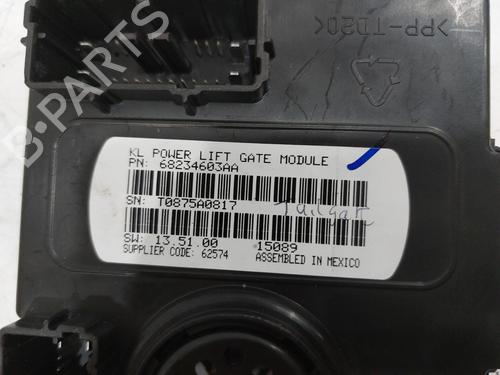 >PP-TD20<
B-PARTS
KL POWER LIFT GATE MODULE
PN: 68234603AA
SN: T0875A0817
Tailgate
SW: 13.51.00 15089
SUPPLIER CODE: 62574 ASSEMBLED IN MEXICO